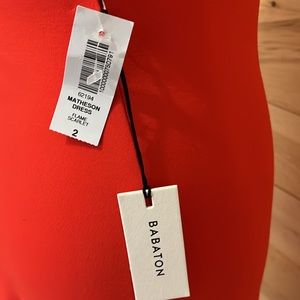 62194
MATHESON
DRESS
FLAME
SCARLET
2
BABATON